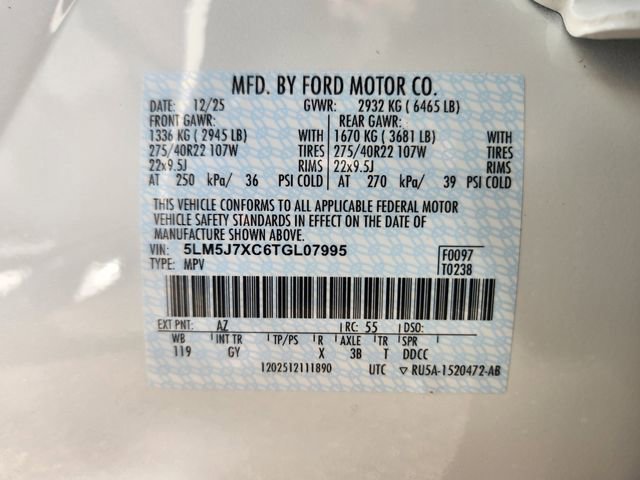 MFD. BY FORD MOTOR CO.
DATE: 12/25 GVWR: 2932 KG ( 6465 LB)
FRONT GAWR: REAR GAWR:
1336 KG ( 2945 LB) WITH 1670 KG ( 3681 LB) WITH
275/40R22 107W TIRES 275/40R22 107W TIRES
22x9.5J RIMS 22x9.5J RIMS
AT 250 kPa/ 36 PSI COLD AT 270 kPa/ 39 PSI COLD
THIS VEHICLE CONFORMS TO ALL APPLICABLE FEDERAL MOTOR
VEHICLE SAFETY STANDARDS IN EFFECT ON THE DATE OF
MANUFACTURE SHOWN ABOVE.
VIN: 5LM5J7XC6TGL07995 F0097
TYPE: MPV T0238
EXT PNT: AZ RC: 55 DSO:
WB INT TR TP/PS R AXLE TR SPR
119 GY X 3B T DDCC
1202512111890 UTC ▽ RU5A-1520472-AB